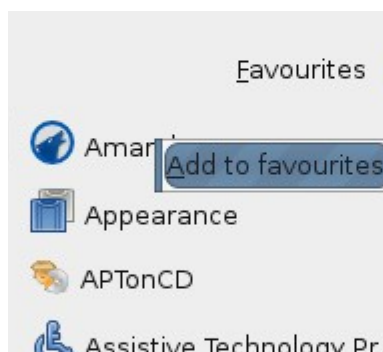 Favourites
Amar
Add to favourites
Appearance
APTonCD
Assistive Technology Pr